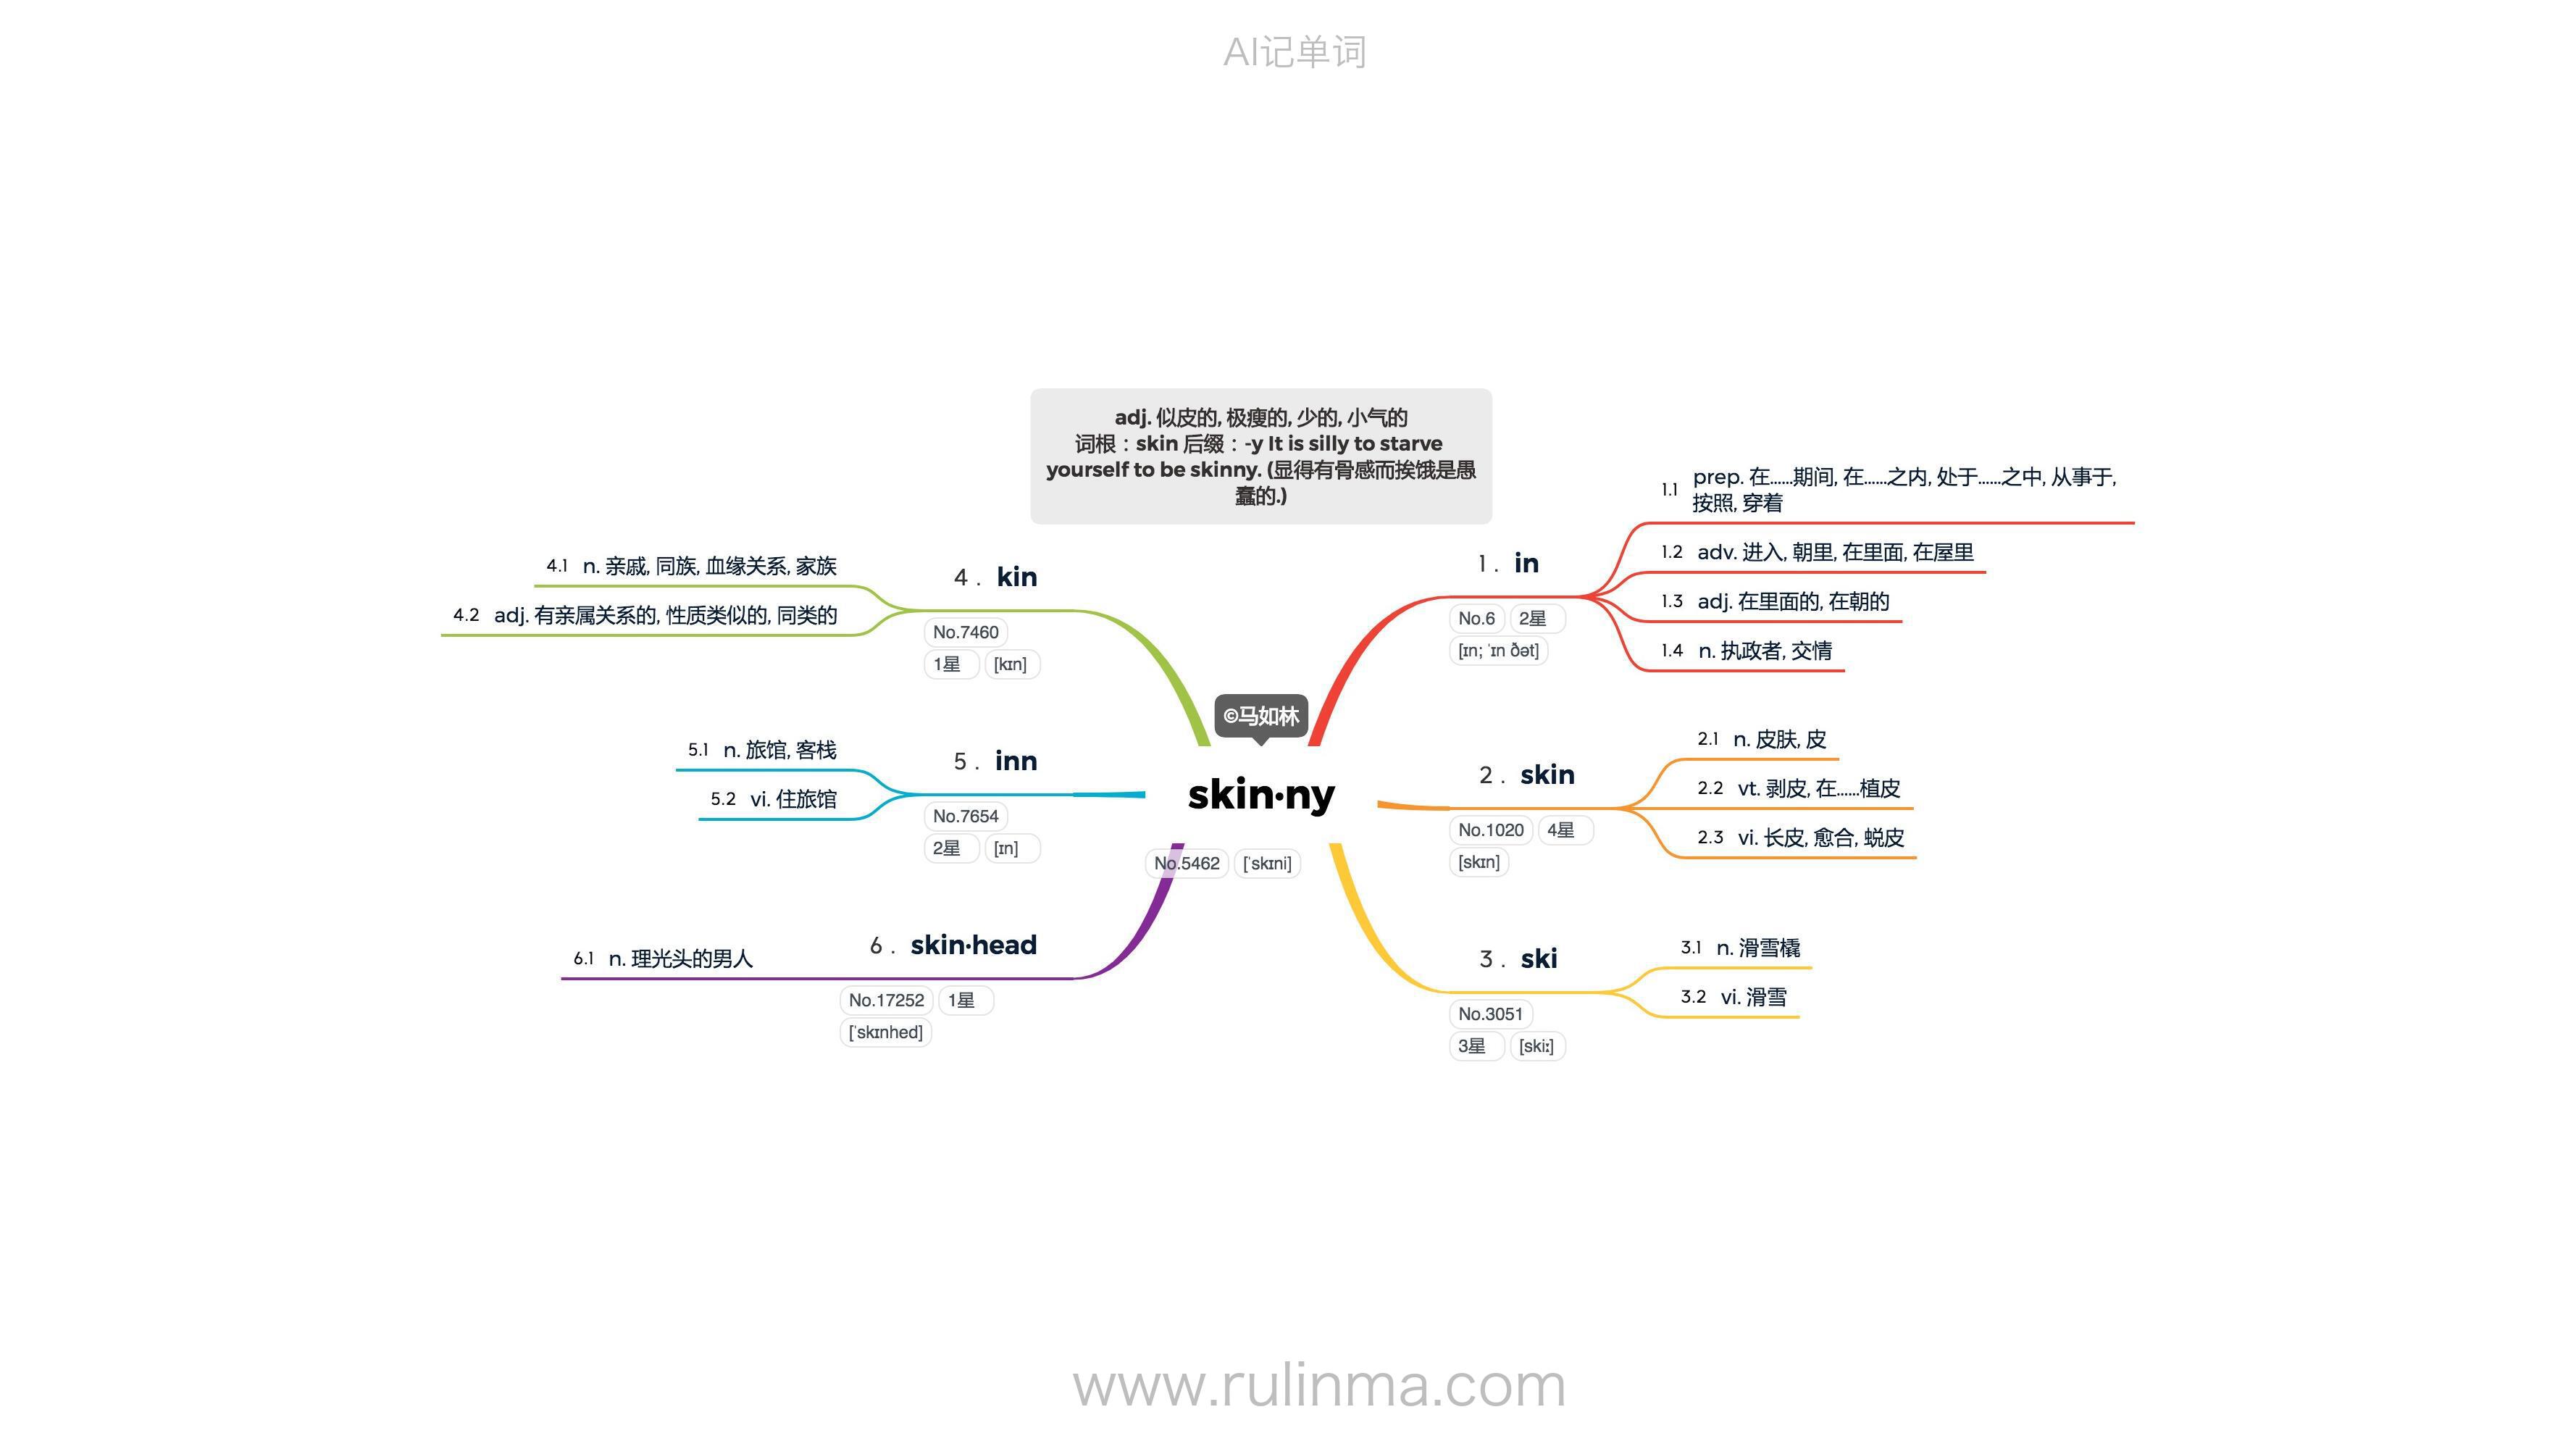 AI记单词
adj. 似皮的, 极瘦的, 少的, 小气的
词根：skin 后缀：-y It is silly to starve
yourself to be skinny. (显得有骨感而挨饿是愚
蠢的.)
©马如林
skin·ny
No.5462 [ˈskɪni]
1. in
No.6 2星
[ɪn; ˈɪn ðət]
1.1 prep. 在……期间, 在……之内, 处于……之中, 从事于,
按照, 穿着
1.2 adv. 进入, 朝里, 在里面, 在屋里
1.3 adj. 在里面的, 在朝的
1.4 n. 执政者, 交情
2. skin
No.1020 4星
[skɪn]
2.1 n. 皮肤, 皮
2.2 vt. 剥皮, 在……植皮
2.3 vi. 长皮, 愈合, 蜕皮
3. ski
No.3051
3星 [skiː]
3.1 n. 滑雪橇
3.2 vi. 滑雪
4. kin
No.7460
1星 [kɪn]
4.1 n. 亲戚, 同族, 血缘关系, 家族
4.2 adj. 有亲属关系的, 性质类似的, 同类的
5. inn
No.7654
2星 [ɪn]
5.1 n. 旅馆, 客栈
5.2 vi. 住旅馆
6. skin·head
No.17252 1星
[ˈskɪnhed]
6.1 n. 理光头的男人
www.rulinma.com